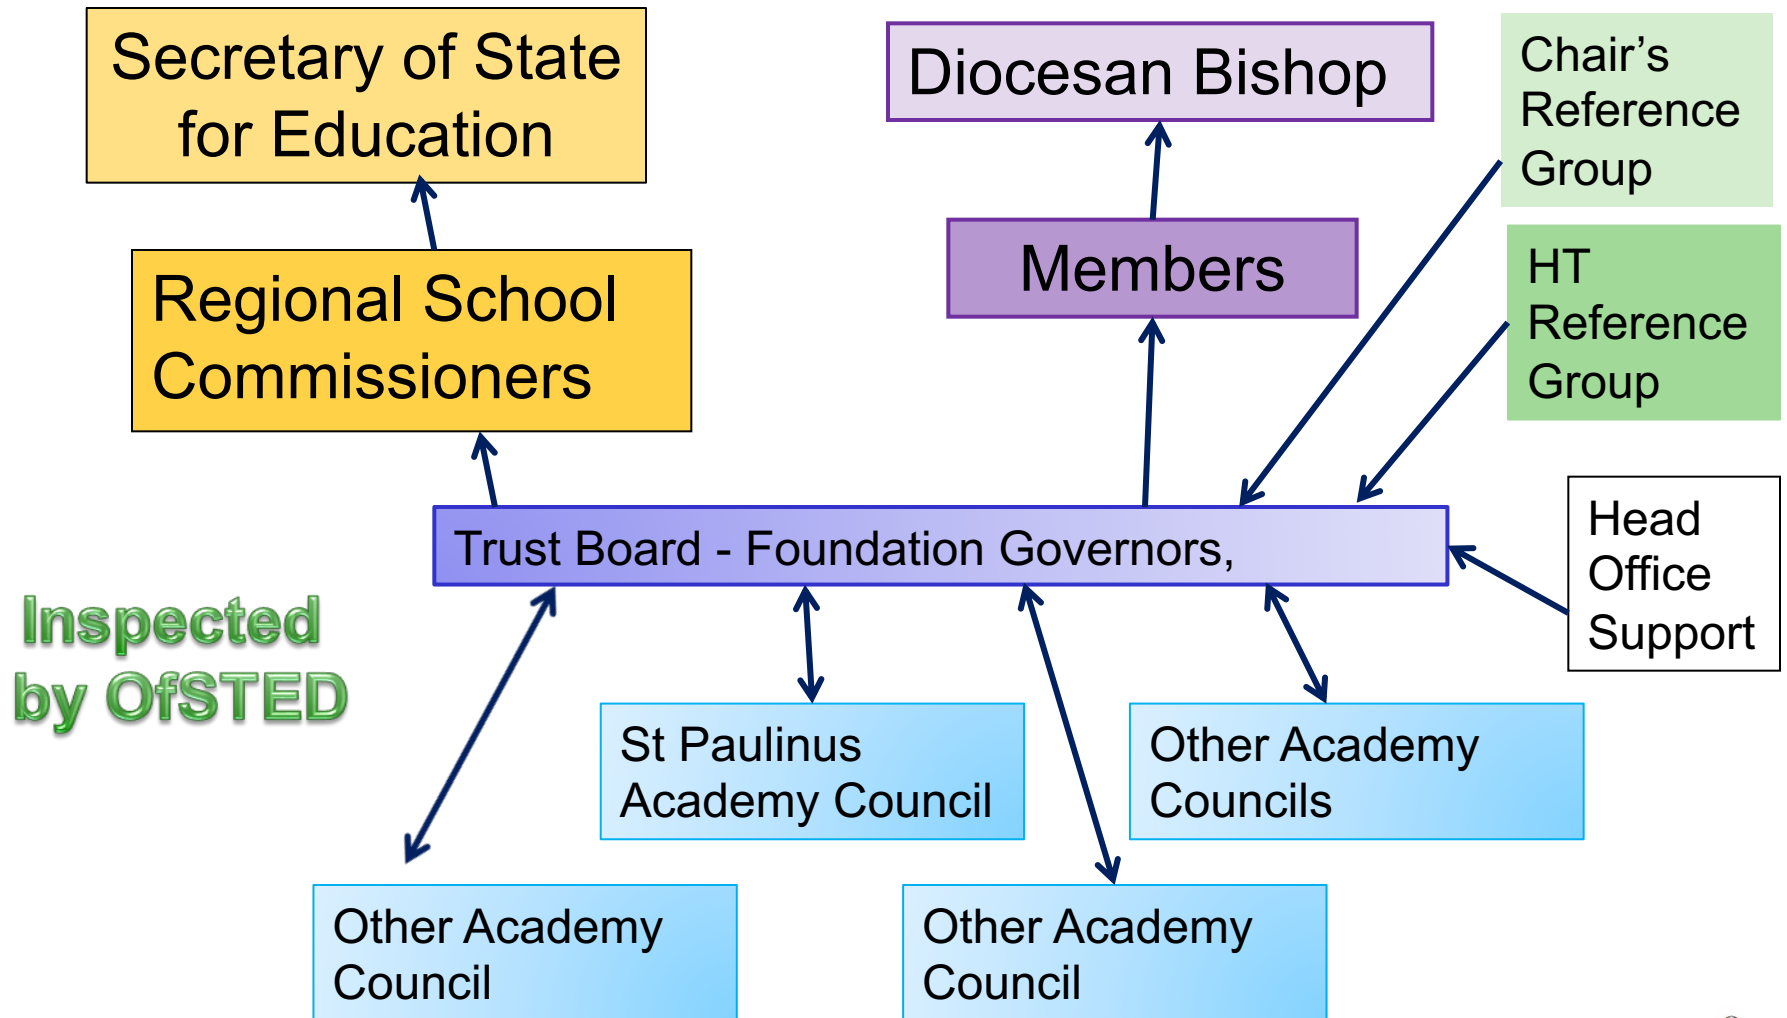 Secretary of State
for Education
Diocesan Bishop
Chair’s
Reference
Group
Regional School
Commissioners
Members
HT
Reference
Group
Trust Board - Foundation Governors,
Head
Office
Support
Inspected
by OfSTED
St Paulinus
Academy Council
Other Academy
Councils
Other Academy
Council
Other Academy
Council